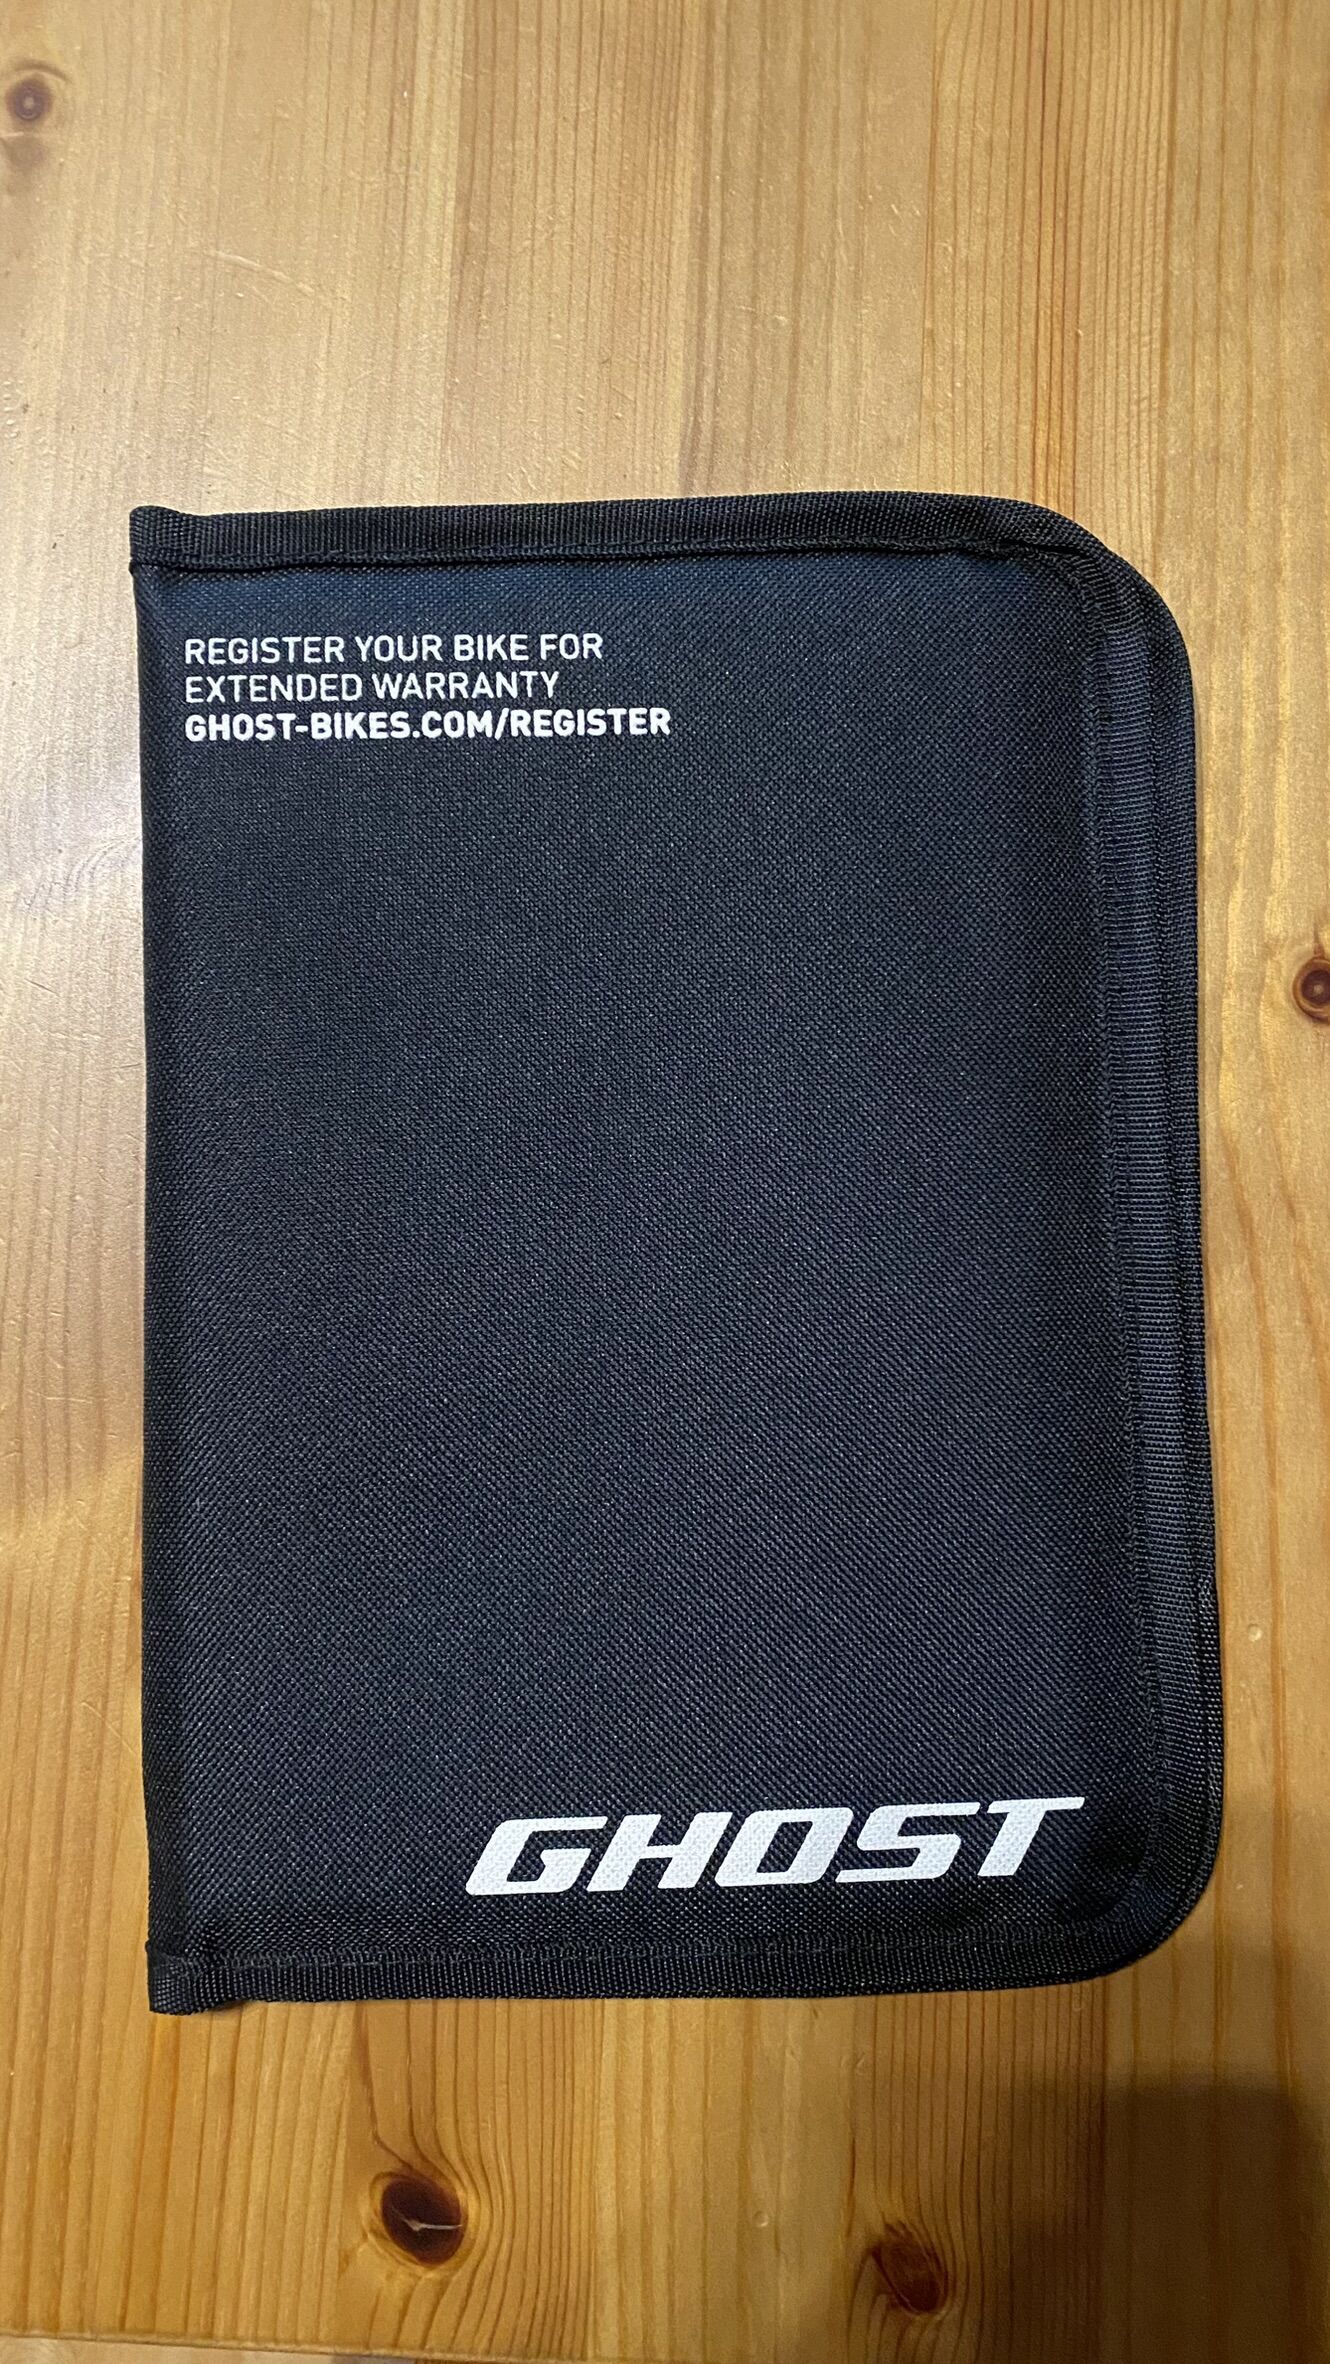 REGISTER YOUR BIKE FOR
EXTENDED WARRANTY
GHOST-BIKES.COM/REGISTER
GHOST